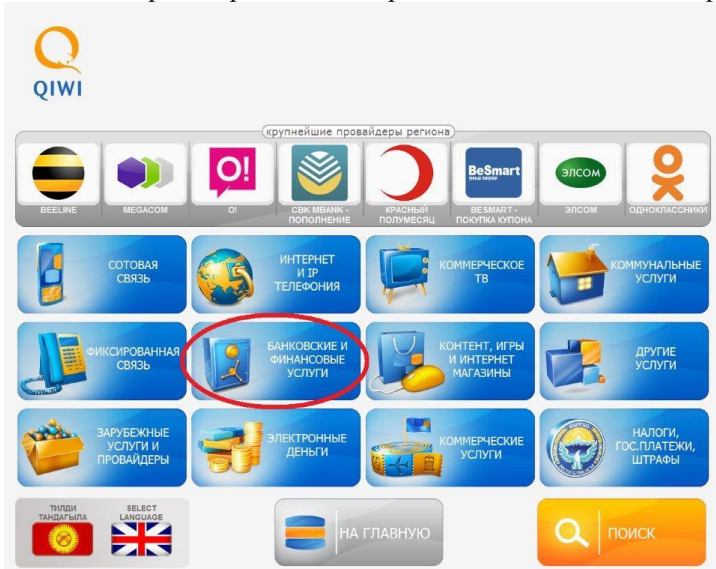 QIWI
крупнейшие провайдеры региона
BEELINE
MEGACOM
O!
O!
СВК MBANK -
ПОПОЛНЕНИЕ
КРАСНЫЙ
ПОЛУМЕСЯЦ
BeSmart
BESMART -
ПОКУПКА КУПОНА
ЭЛСОМ
ЭЛСОМ
ОДНОКЛАССНИКИ
СОТОВАЯ
СВЯЗЬ
ИНТЕРНЕТ
И IP
ТЕЛЕФОНИЯ
КОММЕРЧЕСКОЕ
ТВ
КОММУНАЛЬНЫЕ
УСЛУГИ
ФИКСИРОВАННАЯ
СВЯЗЬ
БАНКОВСКИЕ И
ФИНАНСОВЫЕ
УСЛУГИ
КОНТЕНТ, ИГРЫ
И ИНТЕРНЕТ
МАГАЗИНЫ
ДРУГИЕ
УСЛУГИ
ЗАРУБЕЖНЫЕ
УСЛУГИ И
ПРОВАЙДЕРЫ
ЭЛЕКТРОННЫЕ
ДЕНЬГИ
КОММЕРЧЕСКИЕ
УСЛУГИ
НАЛОГИ,
ГОС.ПЛАТЕЖИ,
ШТРАФЫ
ТИЛДИ
ТАНДАГЫЛА
SELECT
LANGUAGE
НА ГЛАВНУЮ
ПОИСК